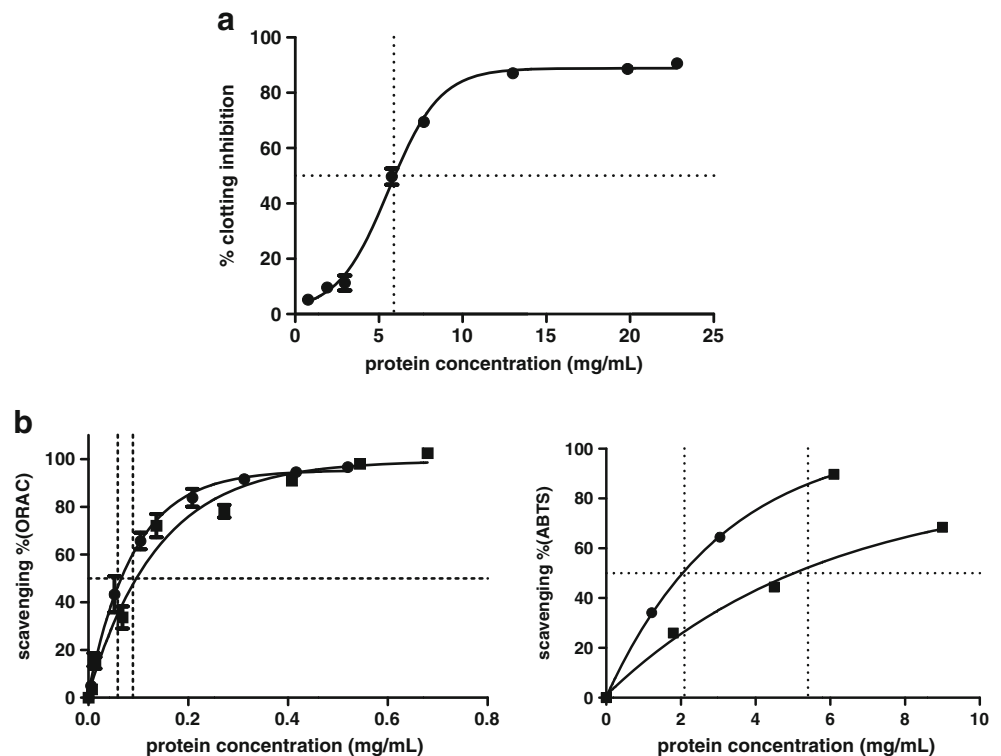 a
% clotting inhibition
100
80
60
40
20
0
0 5 10 15 20 25
protein concentration (mg/mL)
b
scavenging %(ORAC)
100
80
60
40
20
0
0.0 0.2 0.4 0.6 0.8
protein concentration (mg/mL)
scavenging %(ABTS)
100
80
60
40
20
0
0 2 4 6 8 10
protein concentration (mg/mL)